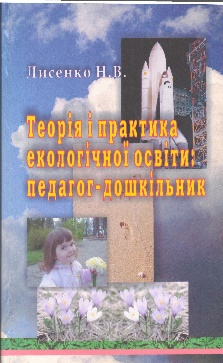 Лисенко Н.В.
Теорія і практика
екологічної освіти:
педагог-дошкільник